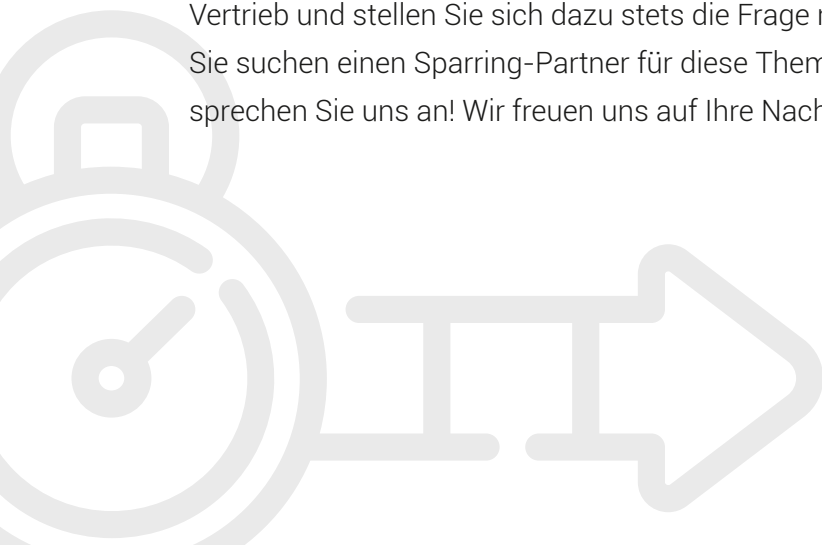 Vertrieb und stellen Sie sich dazu stets die Frage
Sie suchen einen Sparring-Partner für diese
sprechen Sie uns an! Wir freuen uns auf Ihre